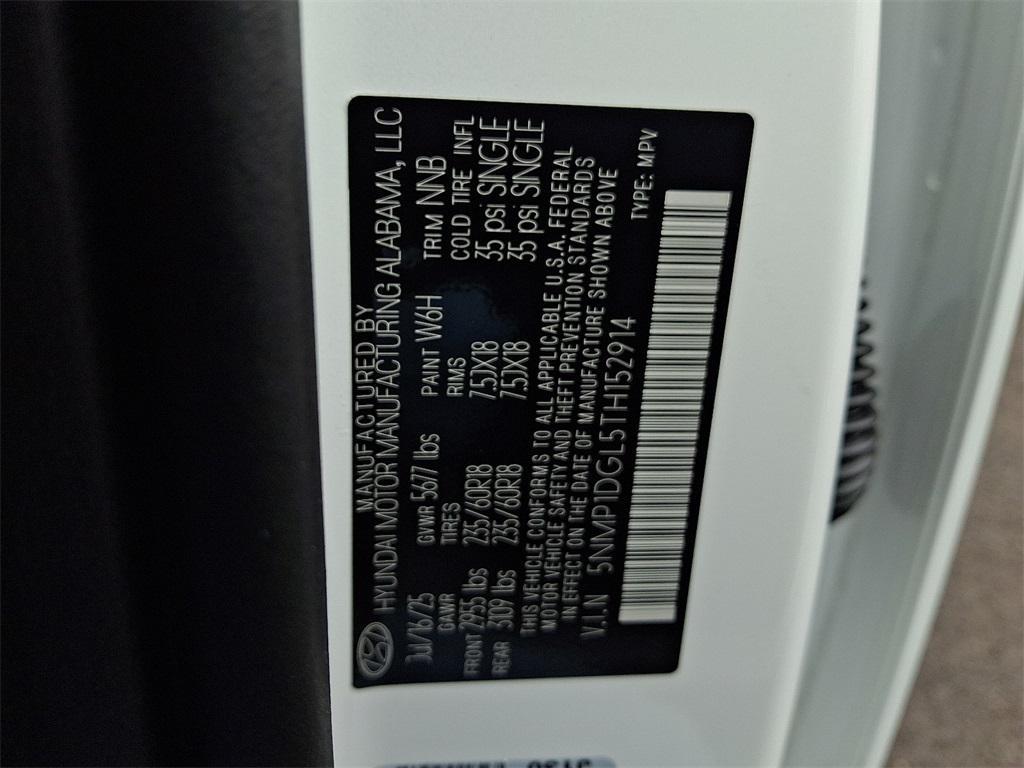 MANUFACTURED BY
HYUNDAI MOTOR MANUFACTURING ALABAMA, LLC
Jul/16/25 GVWR 5677 lbs PAINT W6H TRIM NNB
GAWR TIRES RIMS COLD TIRE INFL
FRONT 2955 lbs 235/60R18 7.5JX18 35 psi SINGLE
REAR 3109 lbs 235/60R18 7.5JX18 35 psi SINGLE
THIS VEHICLE CONFORMS TO ALL APPLICABLE U.S.A. FEDERAL
MOTOR VEHICLE SAFETY AND THEFT PREVENTION STANDARDS
IN EFFECT ON THE DATE OF MANUFACTURE SHOWN ABOVE
V.I.N 5NMP1DGL5TH152914 TYPE: MPV